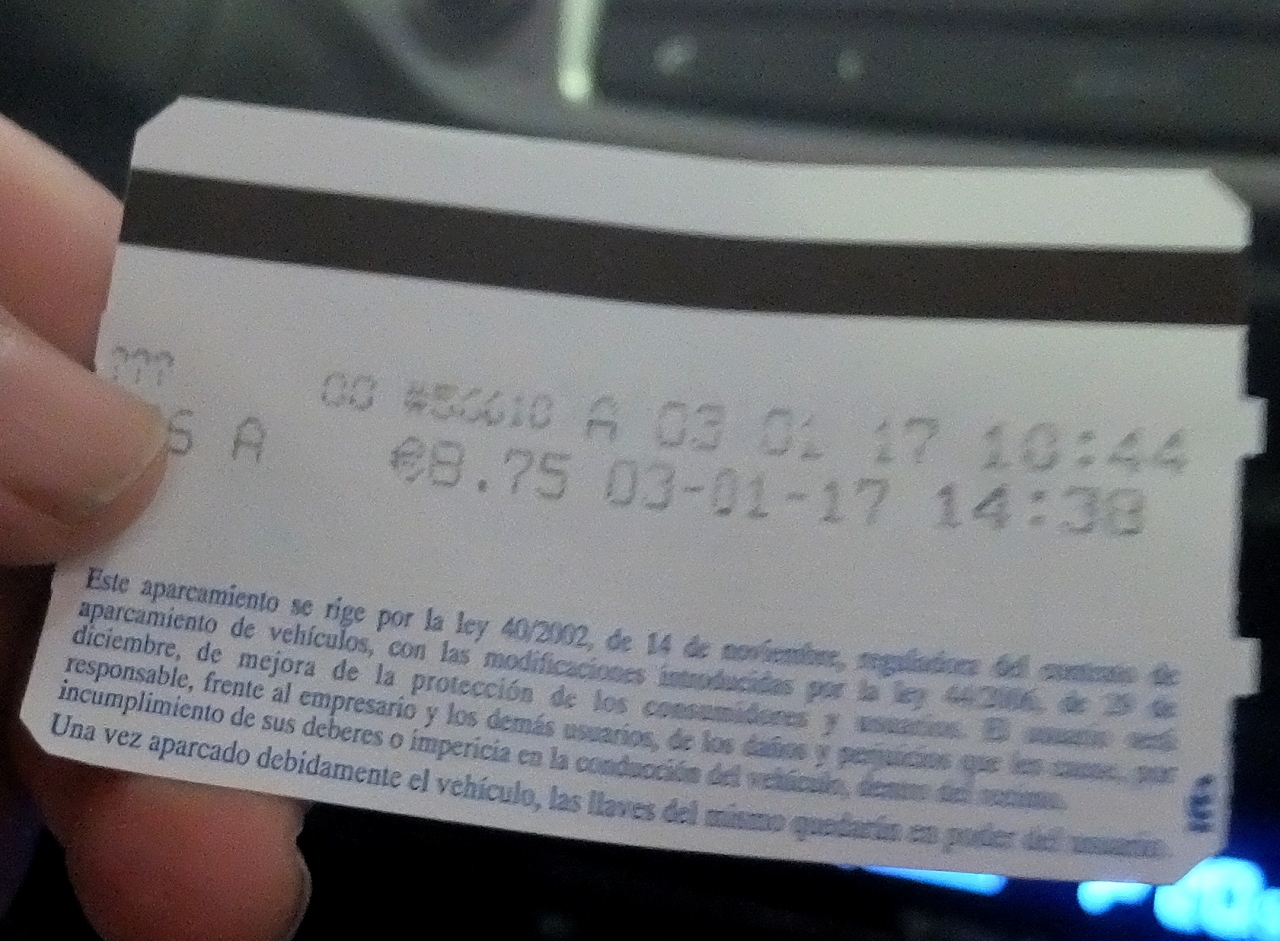 ???  00 #56610 A 03 01 17 10:44
6 A €8.75 03-01-17 14:38
Este aparcamiento se rige por la ley 40/2002, de 14 de noviembre, reguladora del contrato de
aparcamiento de vehículos, con las modificaciones introducidas por la ley 44/2006, de 29 de
diciembre, de mejora de la protección de los consumidores y usuarios. El usuario será
responsable, frente al empresario y los demás usuarios, de los daños y perjuicios que les cause, por
incumplimiento de sus deberes o impericia en la conducción del vehículo, dentro del recinto.
Una vez aparcado debidamente el vehículo, las llaves del mismo quedarán en poder del usuario.